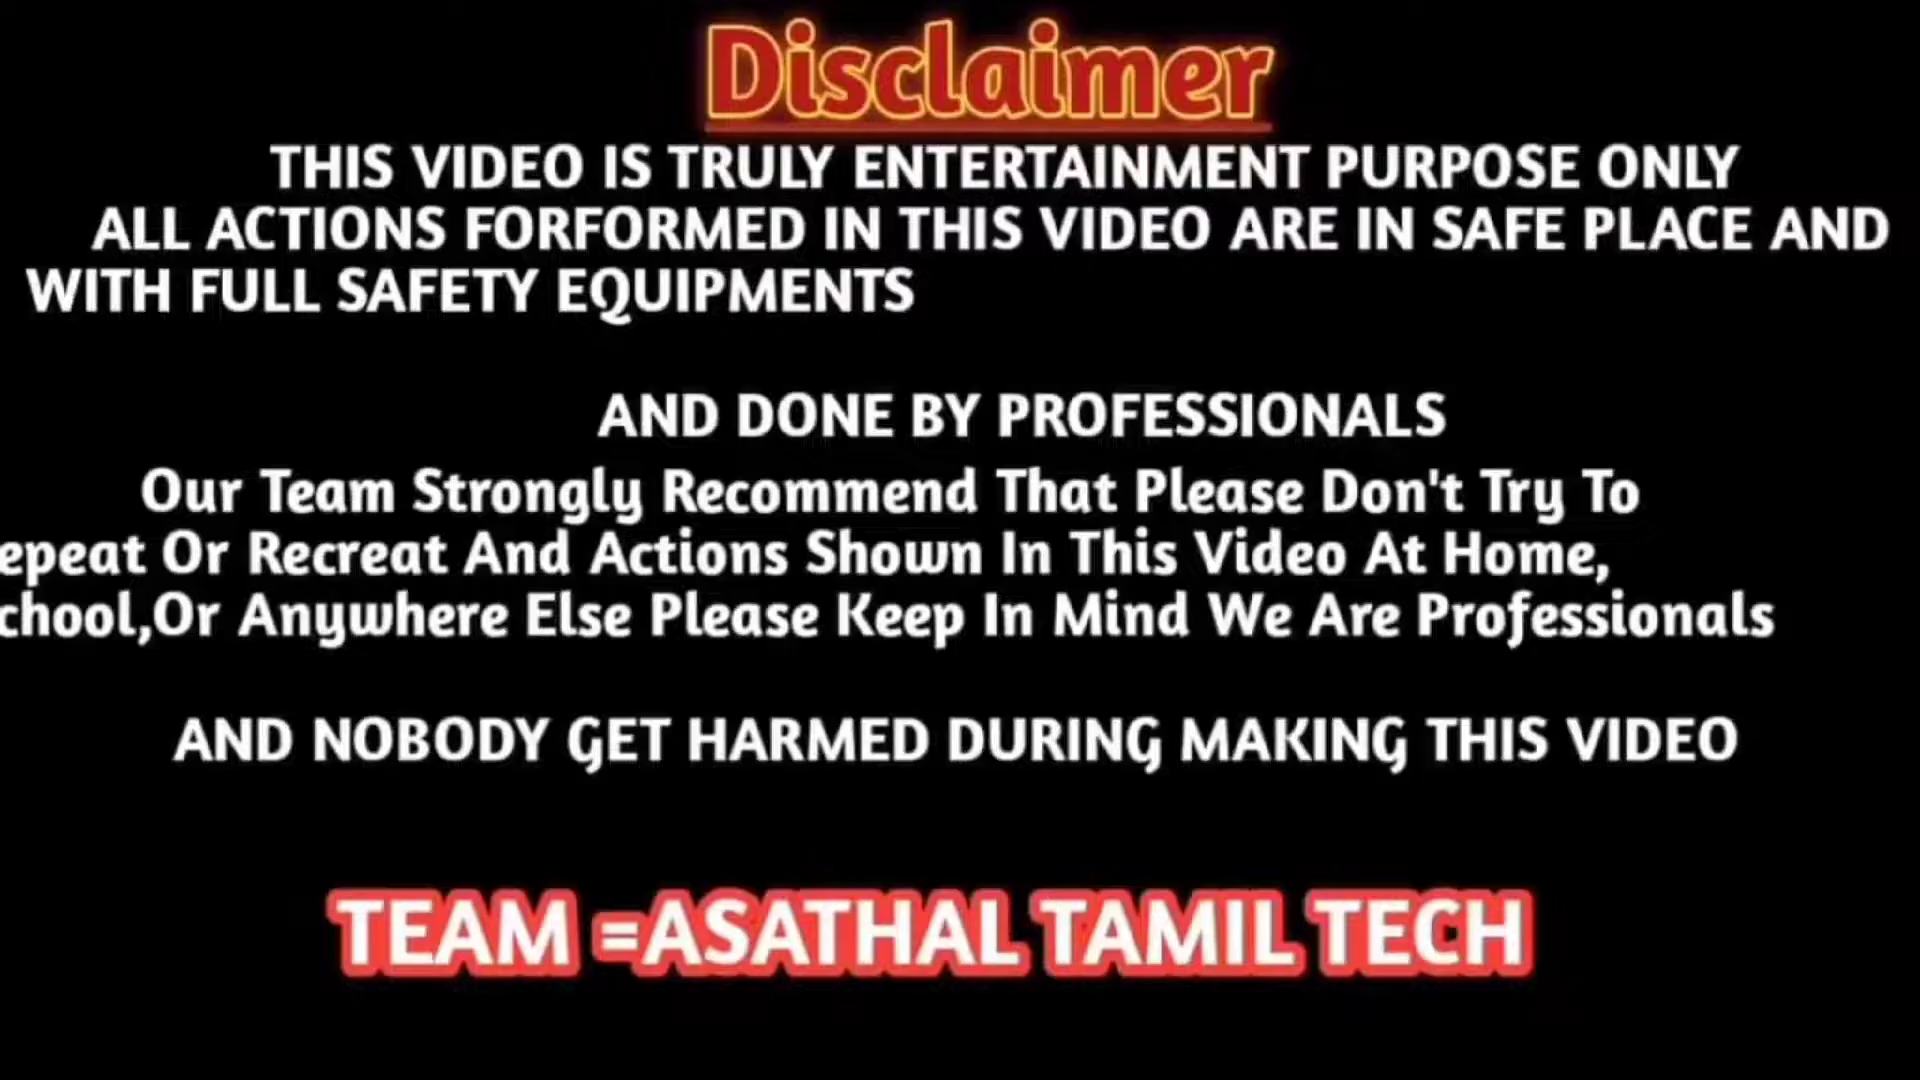 Disclaimer
THIS VIDEO IS TRULY ENTERTAINMENT PURPOSE ONLY
ALL ACTIONS FORFORMED IN THIS VIDEO ARE IN SAFE PLACE AND
WITH FULL SAFETY EQUIPMENTS
AND DONE BY PROFESSIONALS
Our Team Strongly Recommend That Please Don't Try To
epeat Or Recreat And Actions Shown In This Video At Home,
chool,Or Anywhere Else Please Keep In Mind We Are Professionals
AND NOBODY GET HARMED DURING MAKING THIS VIDEO
TEAM =ASATHAL TAMIL TECH